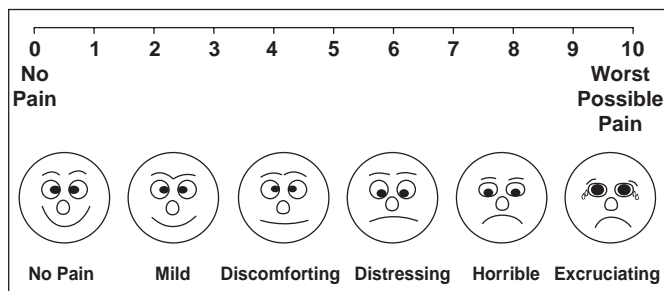 0 1 2 3 4 5 6 7 8 9 10
No Pain
Worst Possible Pain
No Pain Mild Discomforting Distressing Horrible Excruciating